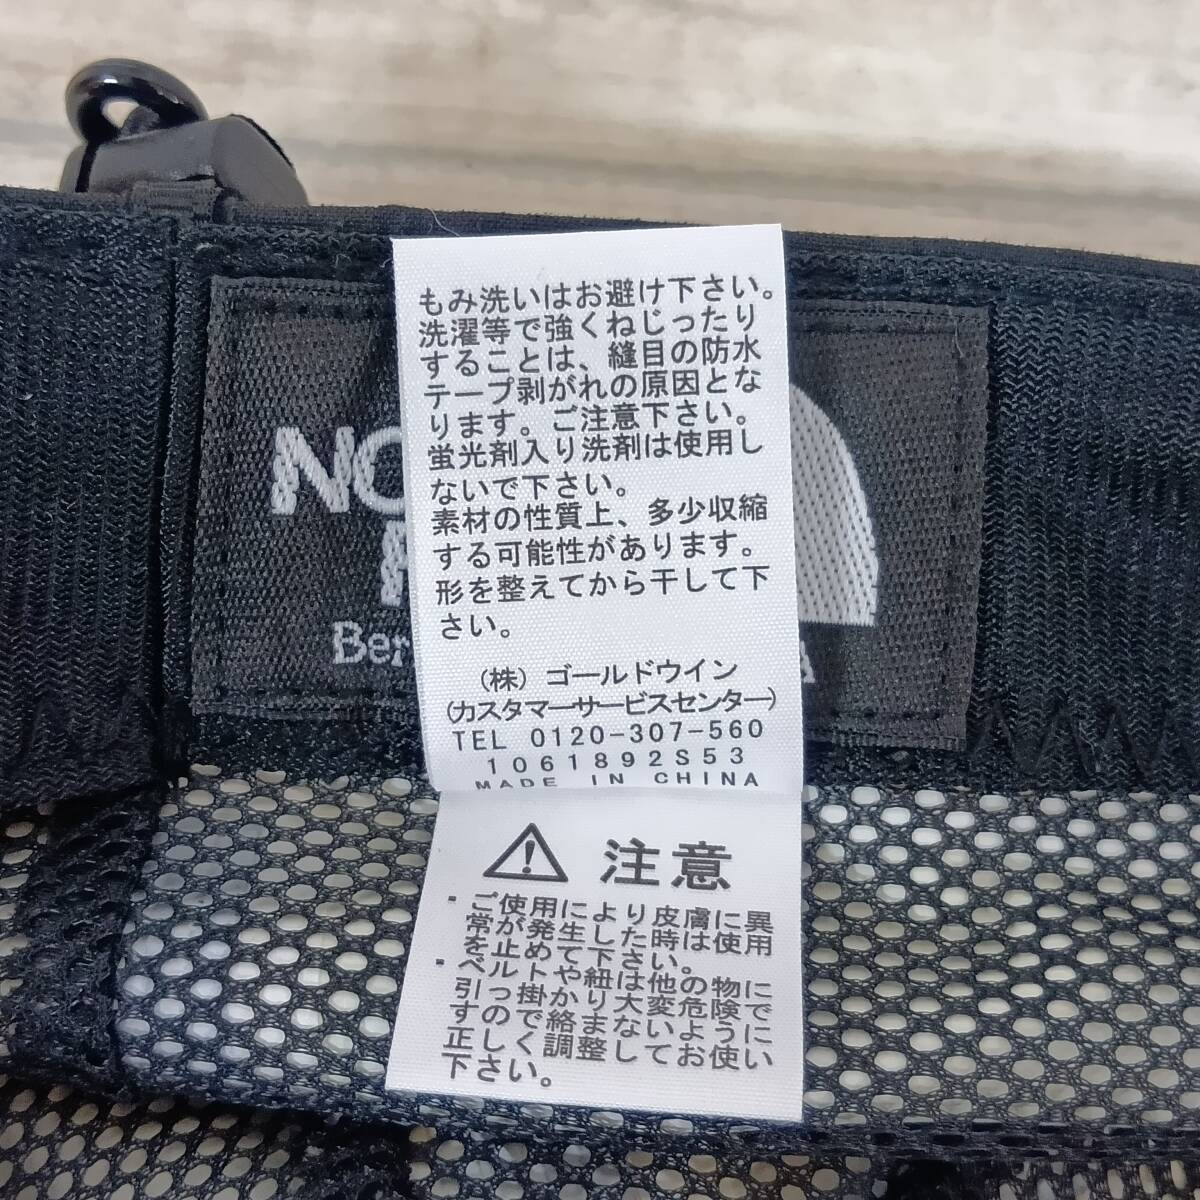 もみ洗いはお避け下さい。
洗濯等で強くねじったり
することは、縫目の防水
テープ剥がれの原因とな
ります。ご注意下さい。
蛍光剤入り洗剤は使用し
ないで下さい。
素材の性質上、多少収縮
する可能性があります。
形を整えてから干して下
さい。
(株) ゴールドウイン
(カスタマーサービスセンター)
TEL 0120-307-560
1061892S53
MADE IN CHINA
注意
・ご使用により皮膚に異
常が発生した時は使用
を止めて下さい。
・ベルトや紐は他の物に
引っ掛かり大変危険で
すので絡まないように
正しく調整してお使い
下さい。
NO
Ber
A